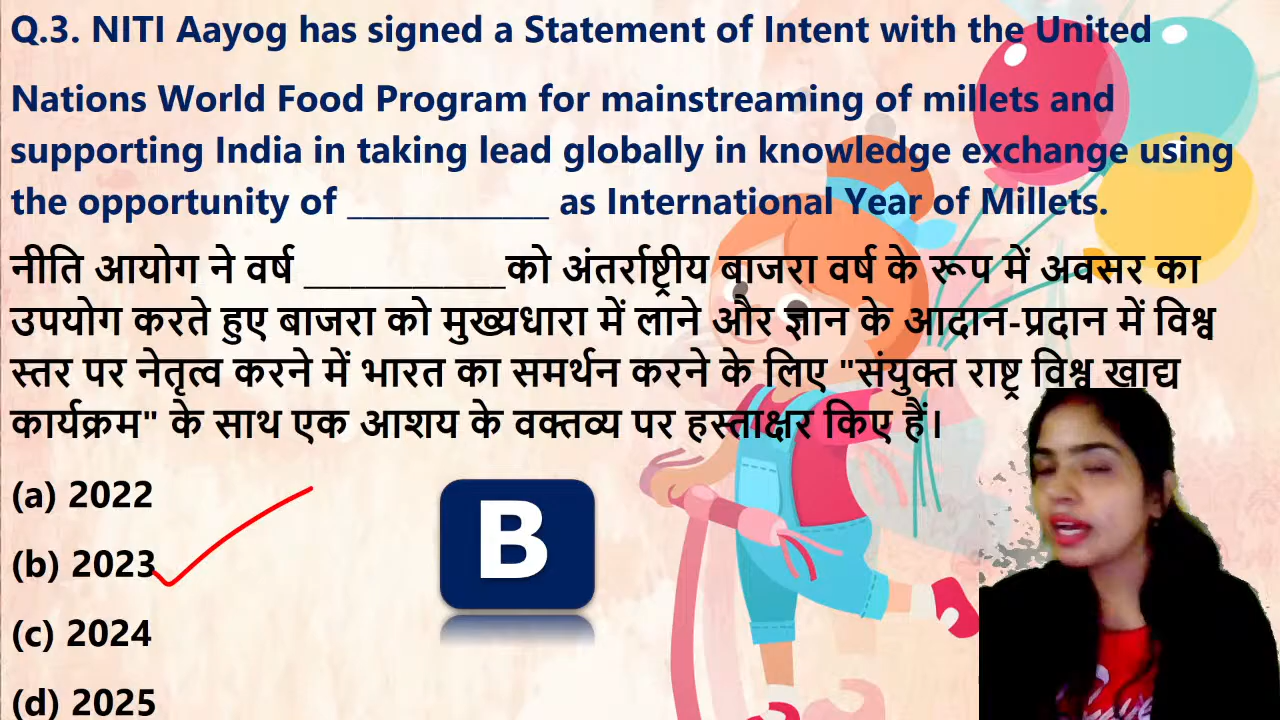 Q.3. NITI Aayog has signed a Statement of Intent with the United
Nations World Food Program for mainstreaming of millets and
supporting India in taking lead globally in knowledge exchange using
the opportunity of _____________ as International Year of Millets.
नीति आयोग ने वर्ष _____________को अंतर्राष्ट्रीय बाजरा वर्ष के रूप में अवसर का
उपयोग करते हुए बाजरा को मुख्यधारा में लाने और ज्ञान के आदान-प्रदान में विश्व
स्तर पर नेतृत्व करने में भारत का समर्थन करने के लिए "संयुक्त राष्ट्र विश्व खाद्य
कार्यक्रम" के साथ एक आशय के वक्तव्य पर हस्ताक्षर किए हैं।
(a) 2022
(b) 2023
B
(c) 2024
(d) 2025